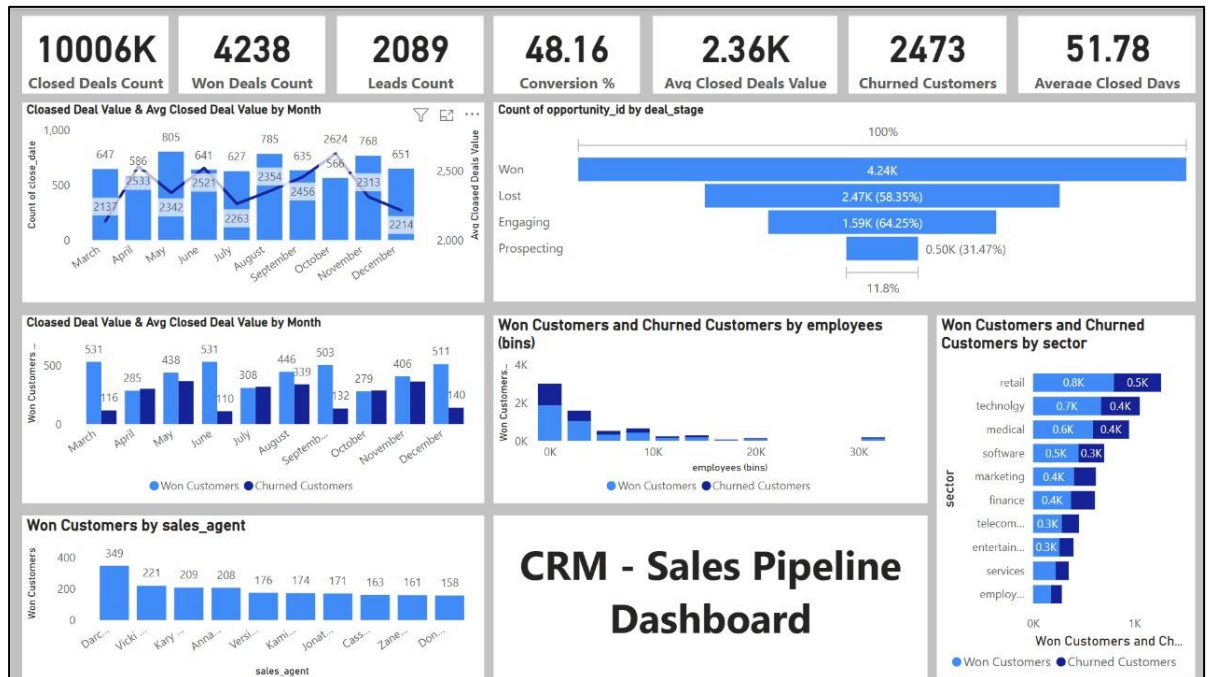 10006K
Closed Deals Count
4238
Won Deals Count
2089
Leads Count
48.16
Conversion %
2.36K
Avg Closed Deals Value
2473
Churned Customers
51.78
Average Closed Days
Cloased Deal Value & Avg Closed Deal Value by Month
1,000
500
0
Count of close_date
647
586
805
641
627
785
635
2624
566
768
651
2137
2533
2342
2521
2263
2354
2456
2313
2214
2,500
2,000
Avg Cloased Deals Value
March
April
May
June
July
August
September
October
November
December
Count of opportunity_id by deal_stage
100%
Won
4.24K
Lost
2.47K (58.35%)
Engaging
1.59K (64.25%)
Prospecting
0.50K (31.47%)
11.8%
Cloased Deal Value & Avg Closed Deal Value by Month
500
0
Won Customers ...
531
116
285
438
531
110
308
446
339
503
132
279
406
511
140
March
April
May
June
July
August
Septemb...
October
November
December
Won Customers
Churned Customers
Won Customers and Churned Customers by employees
(bins)
4K
2K
0K
Won Customers...
0K
10K
20K
30K
employees (bins)
Won Customers
Churned Customers
Won Customers and Churned
Customers by sector
sector
retail
0.8K
0.5K
technolgy
0.7K
0.4K
medical
0.6K
0.4K
software
0.5K
0.3K
marketing
0.4K
finance
0.4K
telecom...
0.3K
entertain...
0.3K
services
employ...
0K
1K
Won Customers and Ch...
Won Customers
Churned Customers
Won Customers by sales_agent
400
200
0
Won Customers
349
221
209
208
176
174
171
163
161
158
Darc...
Vicki ...
Kary ...
Anna...
Versi...
Kami...
Jonat...
Cass...
Zane...
Don...
sales_agent
CRM - Sales Pipeline
Dashboard